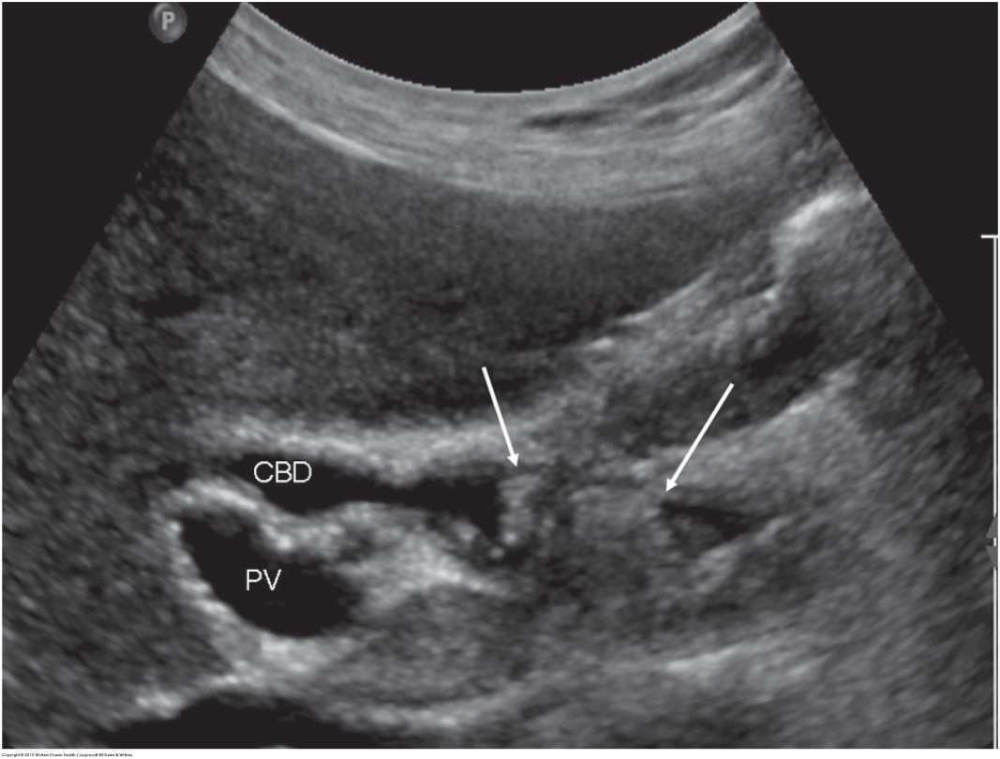 P
CBD
PV
Copyright © 2013 Wolters Kluwer Health | Lippincott Williams & Wilkins